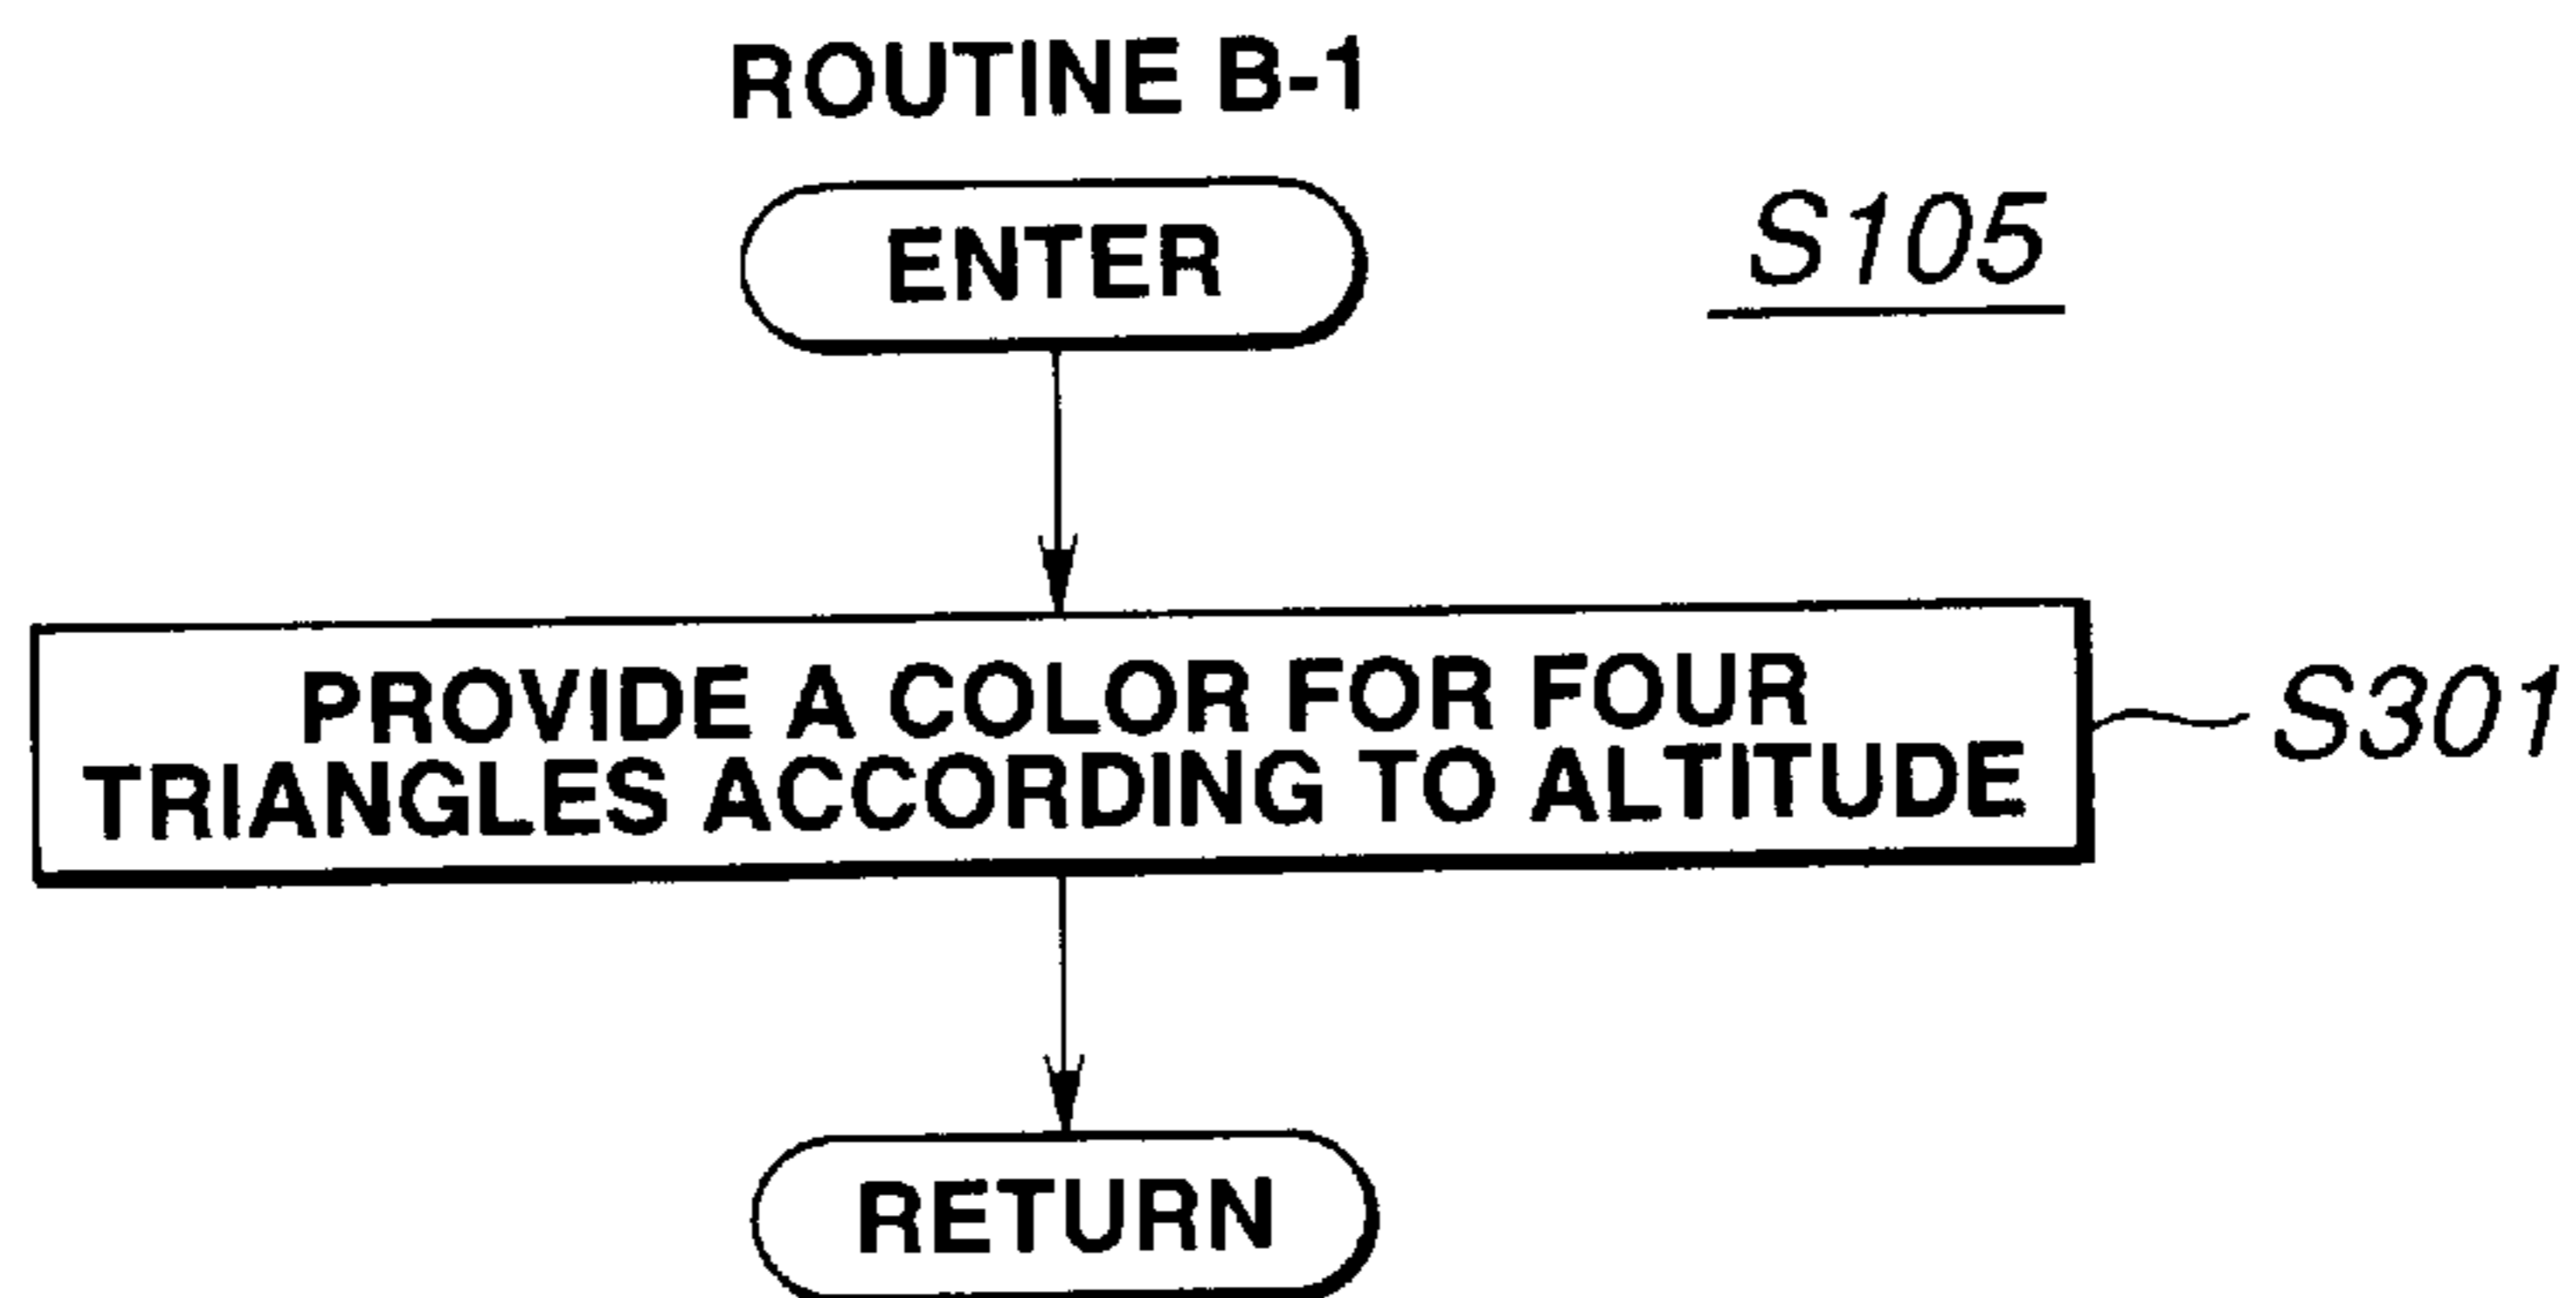 ROUTINE B-1
ENTER
S105
PROVIDE A COLOR FOR FOUR
TRIANGLES ACCORDING TO ALTITUDE
S301
RETURN